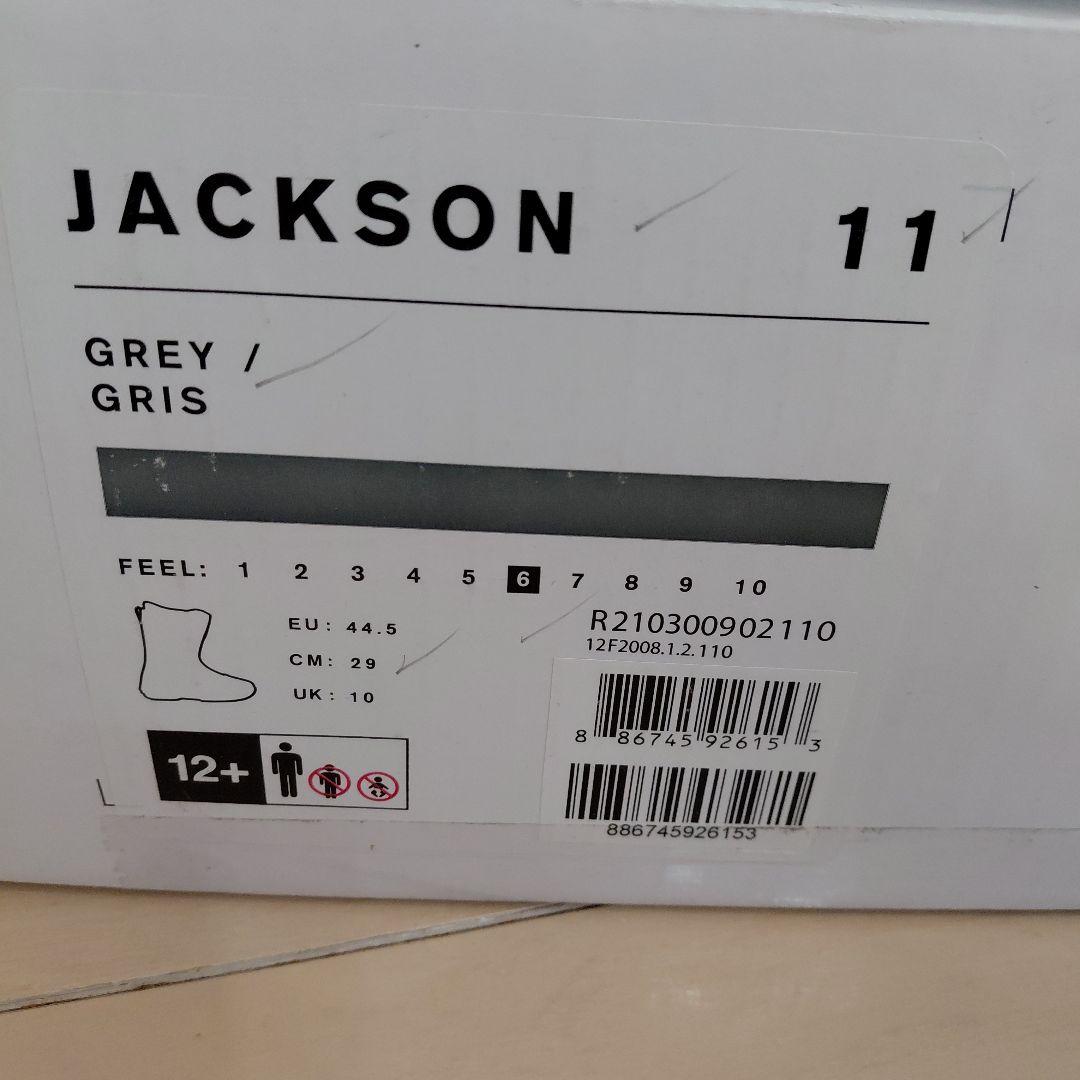 JACKSON 11
GREY /
GRIS
FEEL: 1 2 3 4 5 6 7 8 9 10
EU: 44.5
CM: 29
UK: 10
R210300902110
12F2008.1.2.110
8 86745 92615 3
886745926153
12+